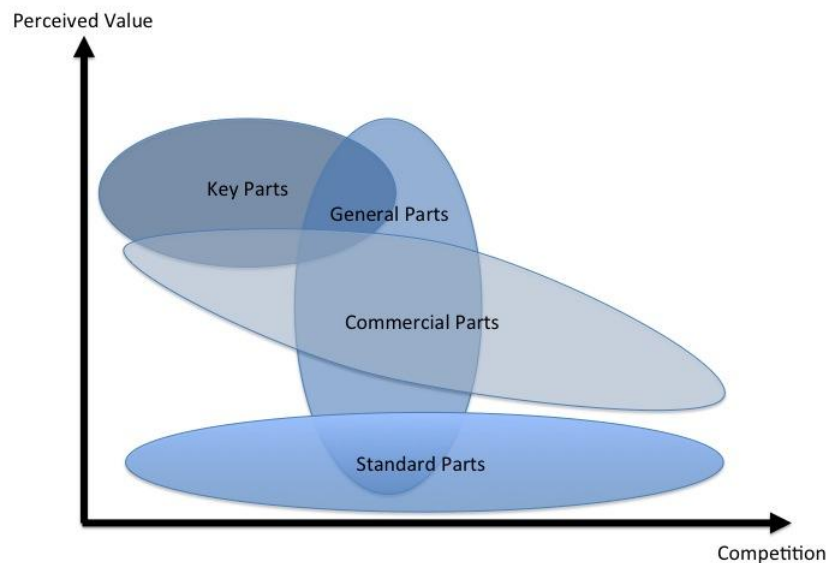 Perceived Value
Key Parts
General Parts
Commercial Parts
Standard Parts
Competition